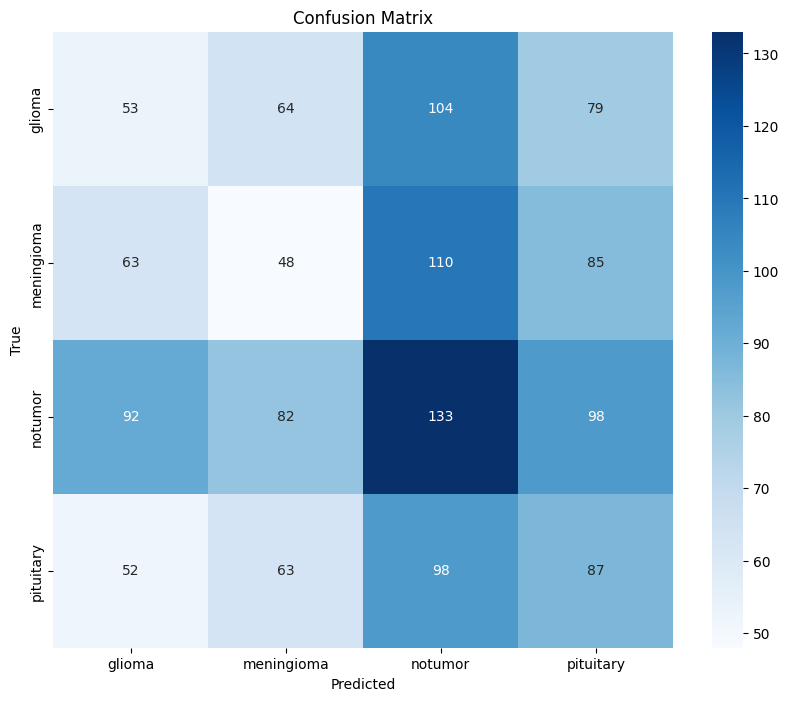 Confusion Matrix
glioma 53 64 104 79
meningioma 63 48 110 85
notumor 92 82 133 98
pituitary 52 63 98 87
glioma meningioma notumor pituitary
Predicted
True
130
120
110
100
90
80
70
60
50